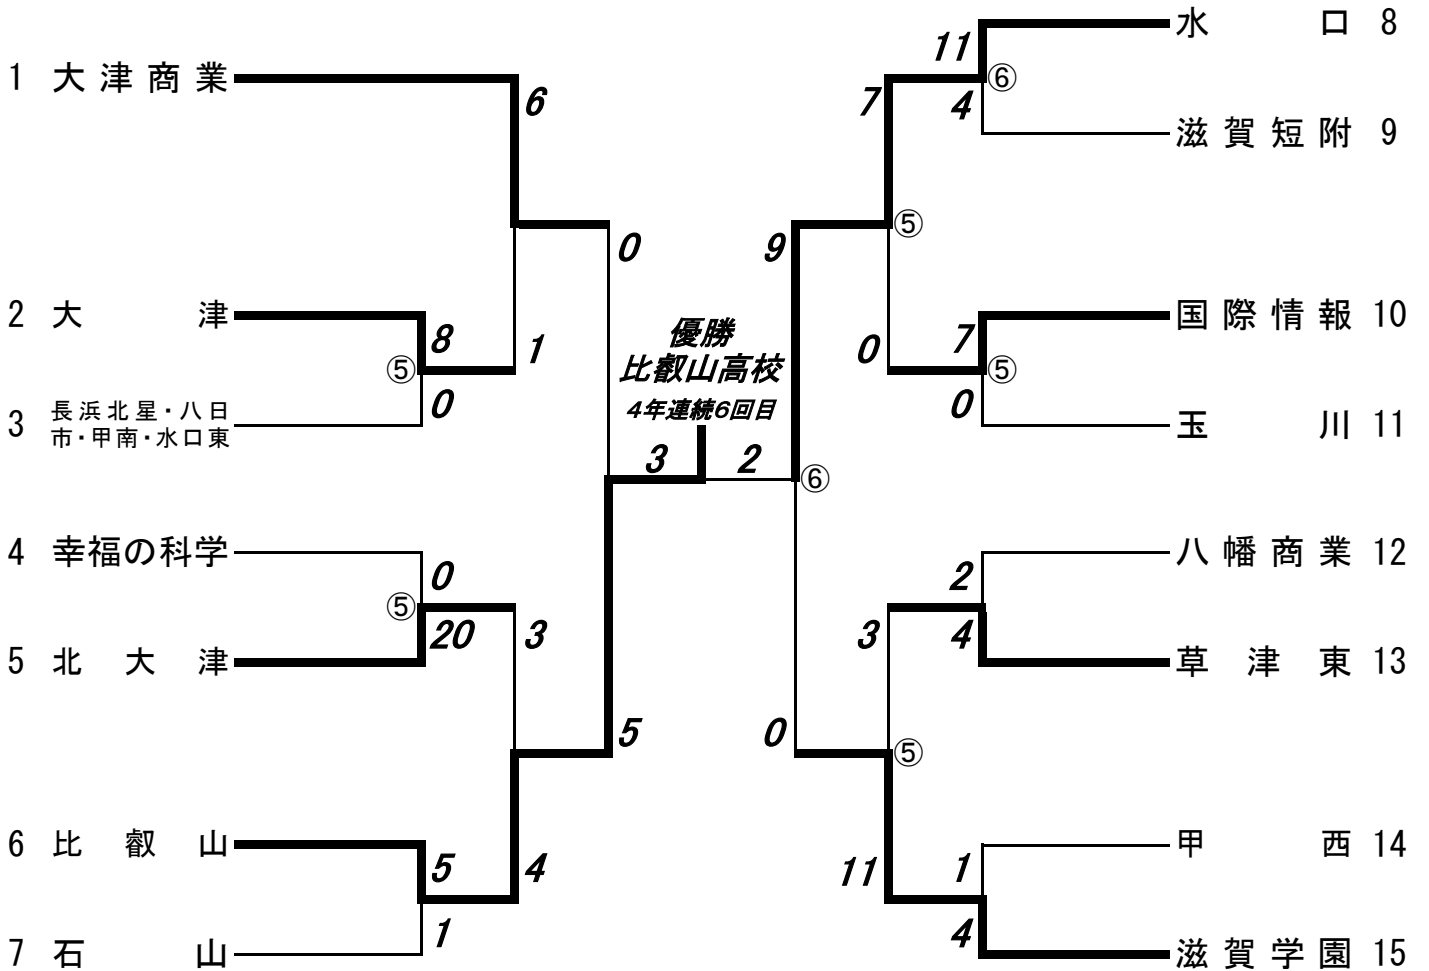 1 大津商業
6
2 大津
8
⑤
0
3 長浜北星・八日
市・甲南・水口東
1
0
4 幸福の科学
0
⑤
20
5 北大津
3
5
6 比叡山
5
4
1
7 石山
優勝
比叡山高校
4年連続6回目
3
2
⑥
水口 8
11
⑥
4
滋賀短附 9
7
⑤
9
国際情報 10
0
7
⑤
0
玉川 11
八幡商業 12
2
3
4
草津東 13
0
⑤
甲西 14
11
1
4
滋賀学園 15